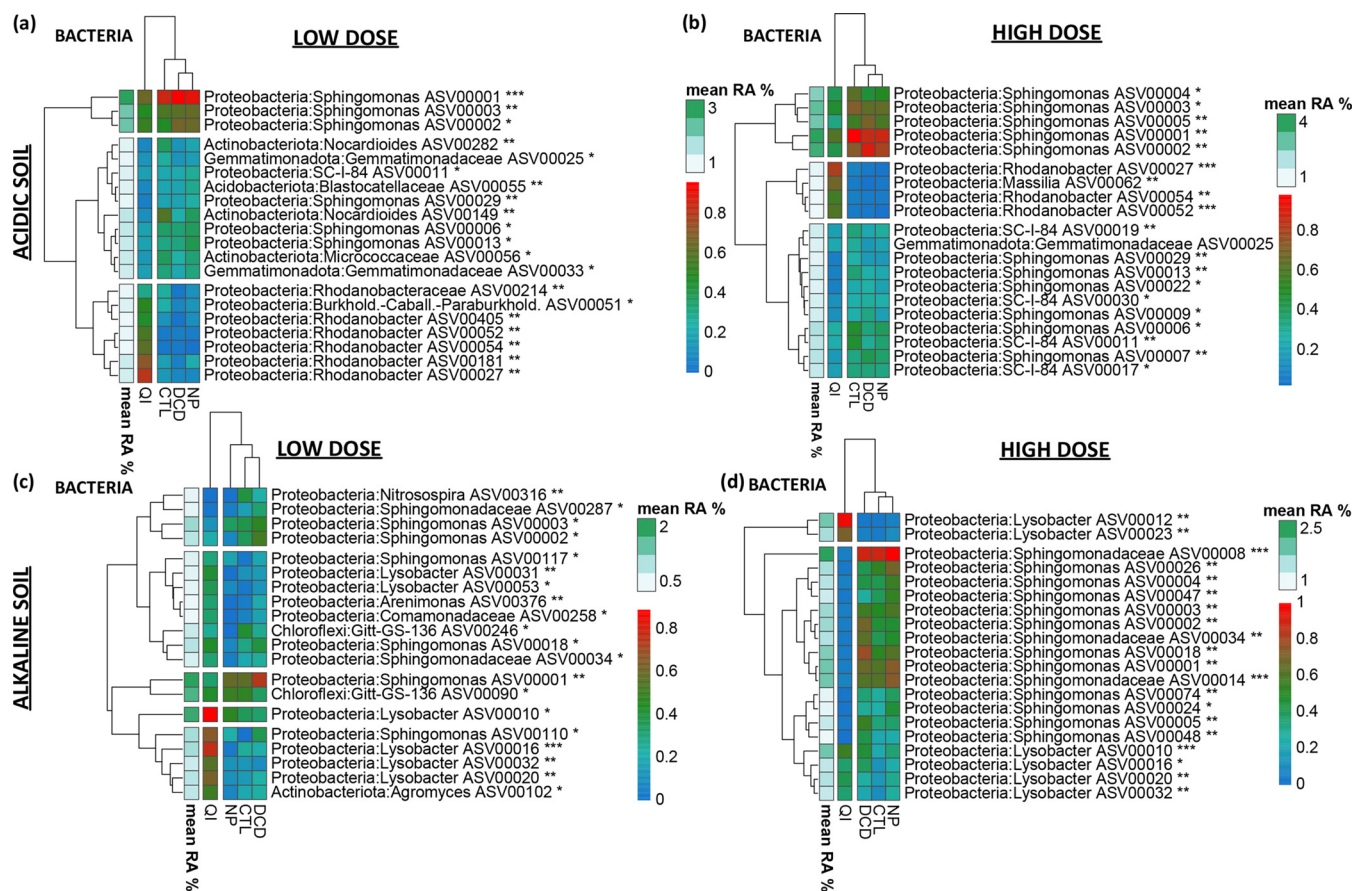 (a)
BACTERIA
LOW DOSE
ACIDIC SOIL
Proteobacteria:Sphingomonas ASV00001 ***
Proteobacteria:Sphingomonas ASV00003 **
Proteobacteria:Sphingomonas ASV00002 *
Actinobacteriota:Nocardioides ASV00282 **
Gemmatimonadota:Gemmatimonadaceae ASV00025 *
Proteobacteria:SC-I-84 ASV00011 *
Acidobacteriota:Blastocatellaceae ASV00055 **
Proteobacteria:Sphingomonas ASV00029 **
Actinobacteriota:Nocardioides ASV00149 **
Proteobacteria:Sphingomonas ASV00006 *
Proteobacteria:Sphingomonas ASV00013 *
Actinobacteriota:Micrococcaceae ASV00056 *
Gemmatimonadota:Gemmatimonadaceae ASV00033 *
Proteobacteria:Rhodanobacteraceae ASV00214 **
Proteobacteria:Burkhold.-Caball.-Paraburkhold. ASV00051 *
Proteobacteria:Rhodanobacter ASV00405 **
Proteobacteria:Rhodanobacter ASV00052 **
Proteobacteria:Rhodanobacter ASV00054 **
Proteobacteria:Rhodanobacter ASV00181 **
Proteobacteria:Rhodanobacter ASV00027 **
mean RA %
QI
CTL
DCD
NP
mean RA %
3
1
0.8
0.6
0.4
0.2
0
(b)
BACTERIA
HIGH DOSE
Proteobacteria:Sphingomonas ASV00004 *
Proteobacteria:Sphingomonas ASV00003 *
Proteobacteria:Sphingomonas ASV00005 **
Proteobacteria:Sphingomonas ASV00001 **
Proteobacteria:Sphingomonas ASV00002 **
Proteobacteria:Rhodanobacter ASV00027 ***
Proteobacteria:Massilia ASV00062 **
Proteobacteria:Rhodanobacter ASV00054 **
Proteobacteria:Rhodanobacter ASV00052 ***
Proteobacteria:SC-I-84 ASV00019 **
Gemmatimonadota:Gemmatimonadaceae ASV00025
Proteobacteria:Sphingomonas ASV00029 **
Proteobacteria:Sphingomonas ASV00013 **
Proteobacteria:Sphingomonas ASV00022 *
Proteobacteria:SC-I-84 ASV00030 *
Proteobacteria:Sphingomonas ASV00009 *
Proteobacteria:Sphingomonas ASV00006 *
Proteobacteria:SC-I-84 ASV00011 **
Proteobacteria:Sphingomonas ASV00007 **
Proteobacteria:SC-I-84 ASV00017 *
mean RA %
QI
CTL
DCD
NP
mean RA %
4
1
0.8
0.6
0.4
0.2
(c)
BACTERIA
LOW DOSE
ALKALINE SOIL
Proteobacteria:Nitrosospira ASV00316 **
Proteobacteria:Sphingomonadaceae ASV00287 *
Proteobacteria:Sphingomonas ASV00003 *
Proteobacteria:Sphingomonas ASV00002 *
Proteobacteria:Sphingomonas ASV00117 *
Proteobacteria:Lysobacter ASV00031 **
Proteobacteria:Lysobacter ASV00053 *
Proteobacteria:Arenimonas ASV00376 **
Proteobacteria:Comamonadaceae ASV00258 *
Chloroflexi:Gitt-GS-136 ASV00246 *
Proteobacteria:Sphingomonas ASV00018 *
Proteobacteria:Sphingomonadaceae ASV00034 *
Proteobacteria:Sphingomonas ASV00001 **
Chloroflexi:Gitt-GS-136 ASV00090 *
Proteobacteria:Lysobacter ASV00010 *
Proteobacteria:Sphingomonas ASV00110 *
Proteobacteria:Lysobacter ASV00016 ***
Proteobacteria:Lysobacter ASV00032 **
Proteobacteria:Lysobacter ASV00020 **
Actinobacteriota:Agromyces ASV00102 *
mean RA %
QI
NP
CTL
DCD
mean RA %
2
0.5
0.8
0.6
0.4
0.2
0
(d)
BACTERIA
HIGH DOSE
Proteobacteria:Lysobacter ASV00012 **
Proteobacteria:Lysobacter ASV00023 **
Proteobacteria:Sphingomonadaceae ASV00008 ***
Proteobacteria:Sphingomonas ASV00026 **
Proteobacteria:Sphingomonas ASV00004 **
Proteobacteria:Sphingomonas ASV00047 **
Proteobacteria:Sphingomonas ASV00003 **
Proteobacteria:Sphingomonas ASV00002 **
Proteobacteria:Sphingomonadaceae ASV00034 **
Proteobacteria:Sphingomonas ASV00018 **
Proteobacteria:Sphingomonas ASV00001 **
Proteobacteria:Sphingomonadaceae ASV00014 ***
Proteobacteria:Sphingomonas ASV00074 **
Proteobacteria:Sphingomonas ASV00024 *
Proteobacteria:Sphingomonas ASV00005 **
Proteobacteria:Sphingomonas ASV00048 **
Proteobacteria:Lysobacter ASV00010 ***
Proteobacteria:Lysobacter ASV00016 *
Proteobacteria:Lysobacter ASV00020 **
Proteobacteria:Lysobacter ASV00032 **
mean RA %
QI
DCD
CTL
NP
mean RA %
2.5
1
1
0.8
0.6
0.4
0.2
0